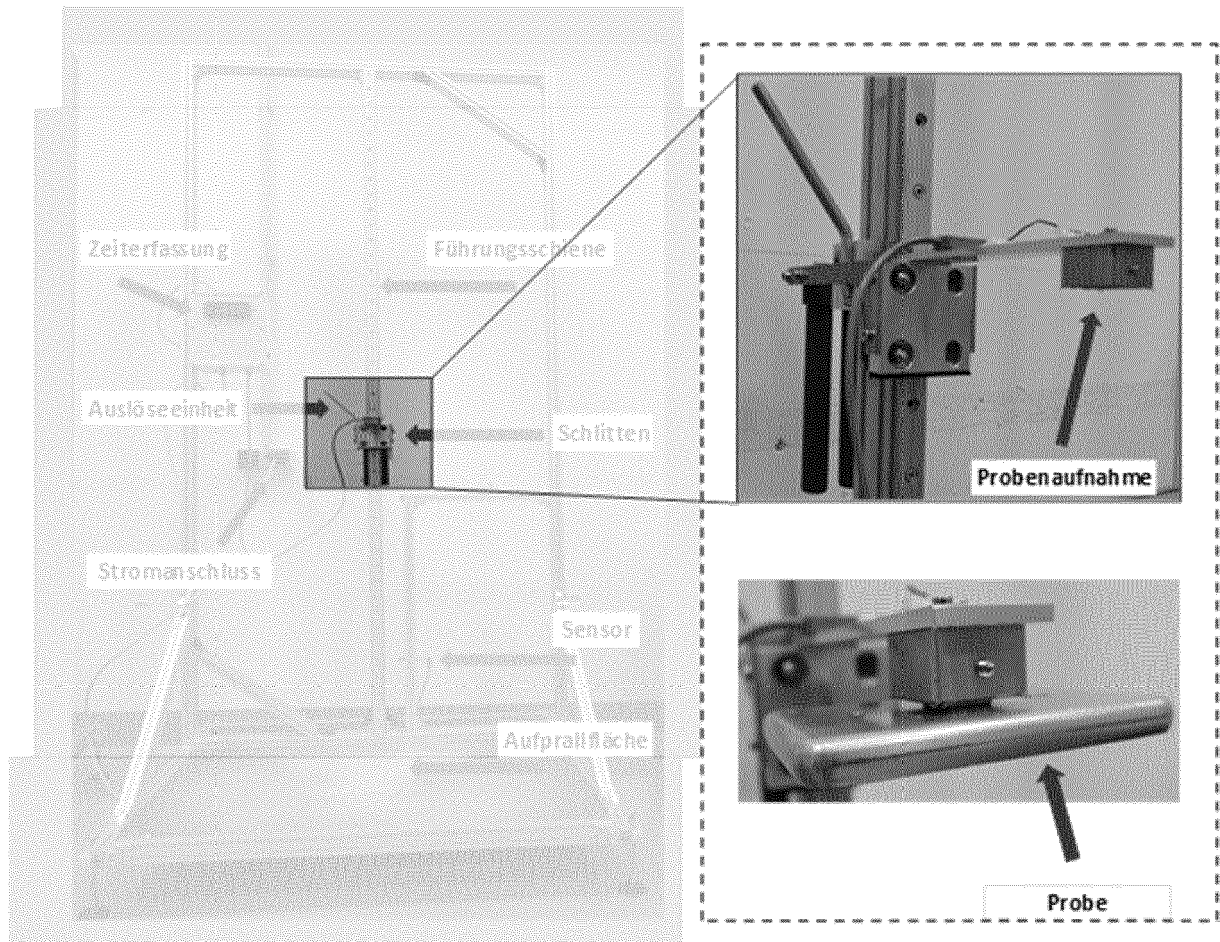 Zeiterfassung
Führungsschiene
Auslöseeinheit
Schlitten
Probenaufnahme
Stromanschluss
Sensor
Aufprallfläche
Probe